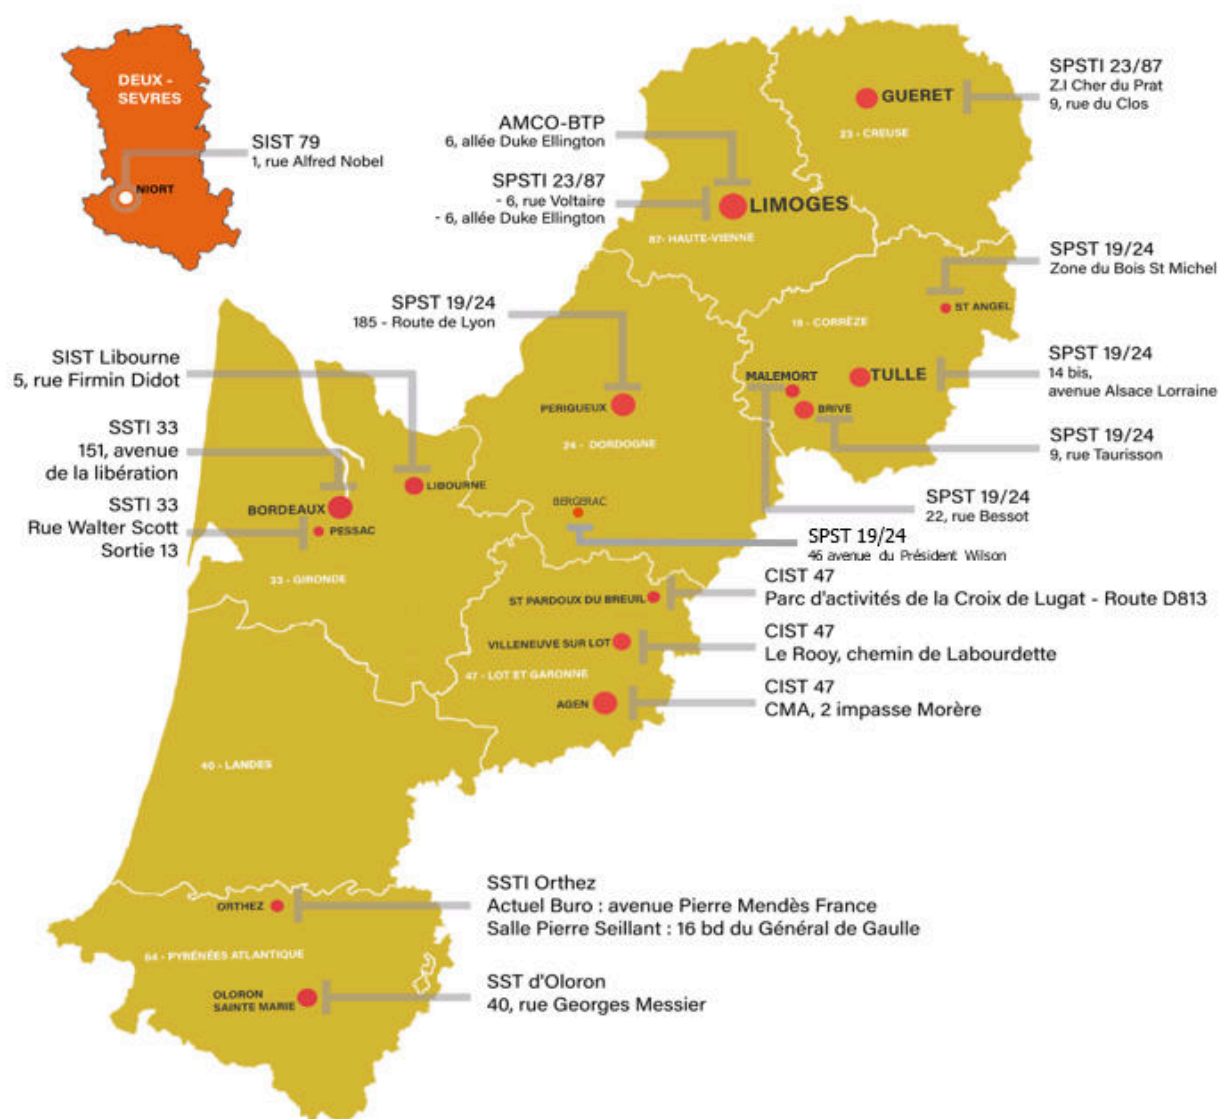 DEUX -
SEVRES
NIORT
SIST 79
1, rue Alfred Nobel
AMCO-BTP
6, allée Duke Ellington
SPSTI 23/87
- 6, rue Voltaire
- 6, allée Duke Ellington
LIMOGES
87- HAUTE-VIENNE
GUERET
23 - CREUSE
SPSTI 23/87
Z.I Cher du Prat
9, rue du Clos
SPST 19/24
Zone du Bois St Michel
ST ANGEL
19 - CORRÈZE
SPST 19/24
185 - Route de Lyon
PERIGUEUX
24 - DORDOGNE
MALEMORT
TULLE
BRIVE
SPST 19/24
14 bis,
avenue Alsace Lorraine
SPST 19/24
9, rue Taurisson
SPST 19/24
22, rue Bessot
SIST Libourne
5, rue Firmin Didot
LIBOURNE
SSTI 33
151, avenue
de la libération
BORDEAUX
SSTI 33
Rue Walter Scott
Sortie 13
PESSAC
33 - GIRONDE
BERGERAC
SPST 19/24
46 avenue du Président Wilson
ST PARDOUX DU BREUIL
CIST 47
Parc d'activités de la Croix de Lugat - Route D813
VILLENEUVE SUR LOT
CIST 47
Le Rooy, chemin de Labourdette
47 - LOT ET GARONNE
AGEN
CIST 47
CMA, 2 impasse Morère
40 - LANDES
ORTHEZ
SSTI Orthez
Actuel Buro : avenue Pierre Mendès France
Salle Pierre Seillant : 16 bd du Général de Gaulle
64 - PYRÉNÉES ATLANTIQUE
OLORON
SAINTE MARIE
SST d'Oloron
40, rue Georges Messier